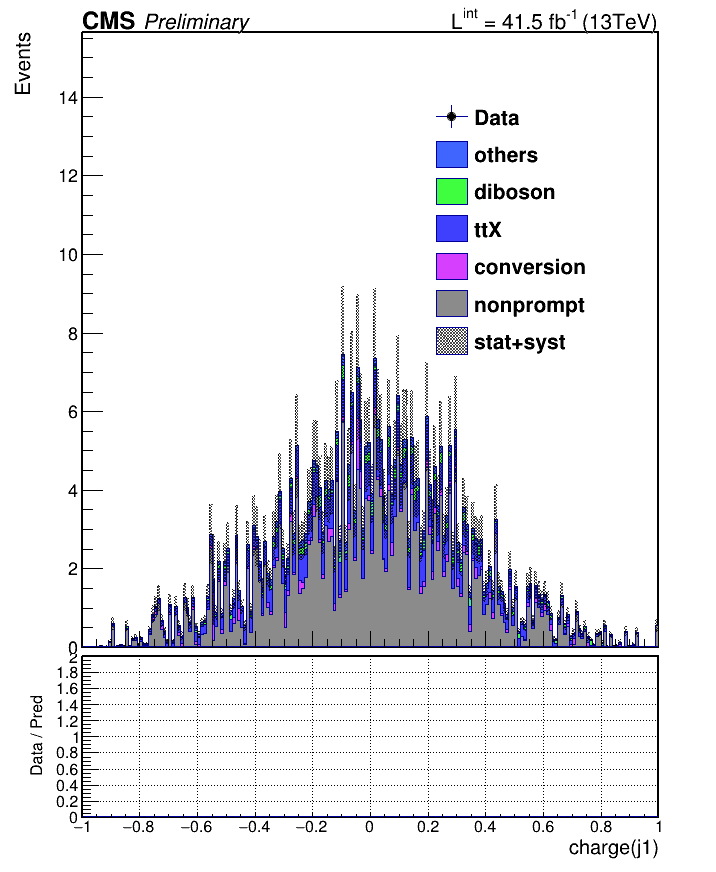 CMS Preliminary L^int = 41.5 fb^-1 (13TeV)
Events
14
12
10
8
6
4
2
0
Data
others
diboson
ttX
conversion
nonprompt
stat+syst
Data / Pred
2
1.8
1.6
1.4
1.2
1
0.8
0.6
0.4
0.2
0
−1 −0.8 −0.6 −0.4 −0.2 0 0.2 0.4 0.6 0.8 1
charge(j1)